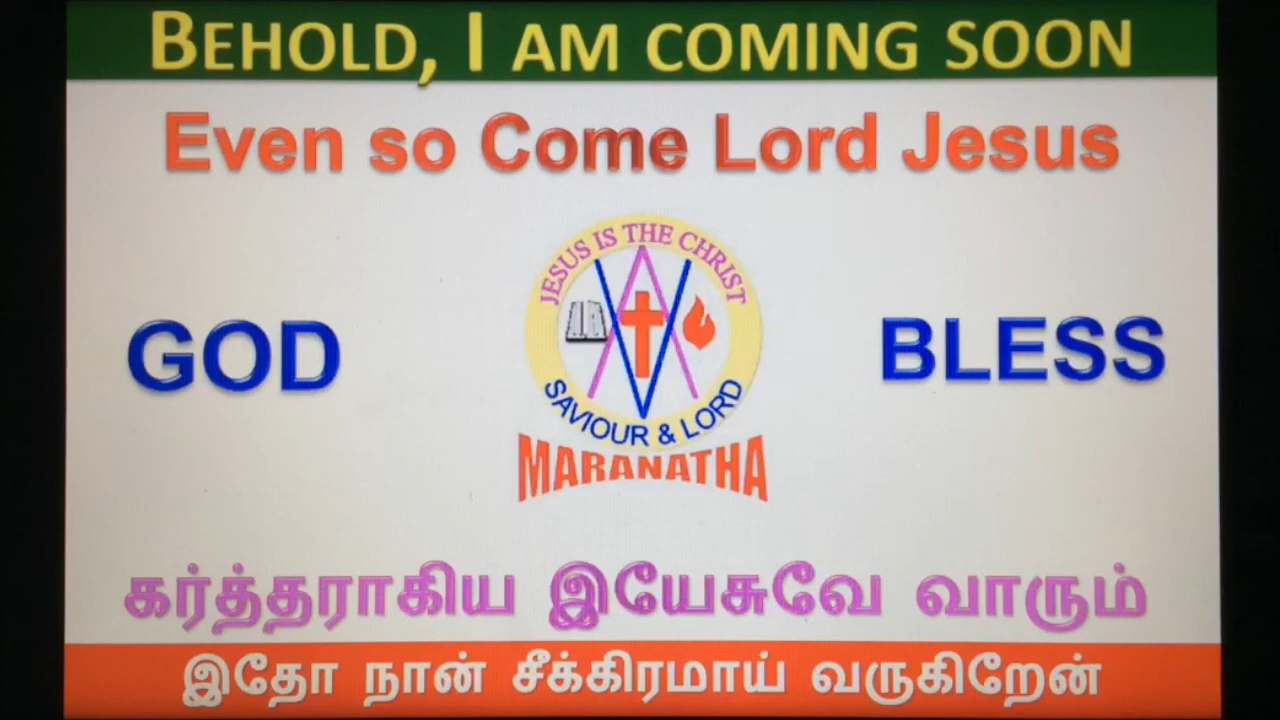 BEHOLD, I AM COMING SOON
Even so Come Lord Jesus
JESUS IS THE CHRIST
GOD BLESS
SAVIOUR & LORD
MARANATHA
கர்த்தராகிய இயேசுவே வாரும்
இதோ நான் சீக்கிரமாய் வருகிறேன்